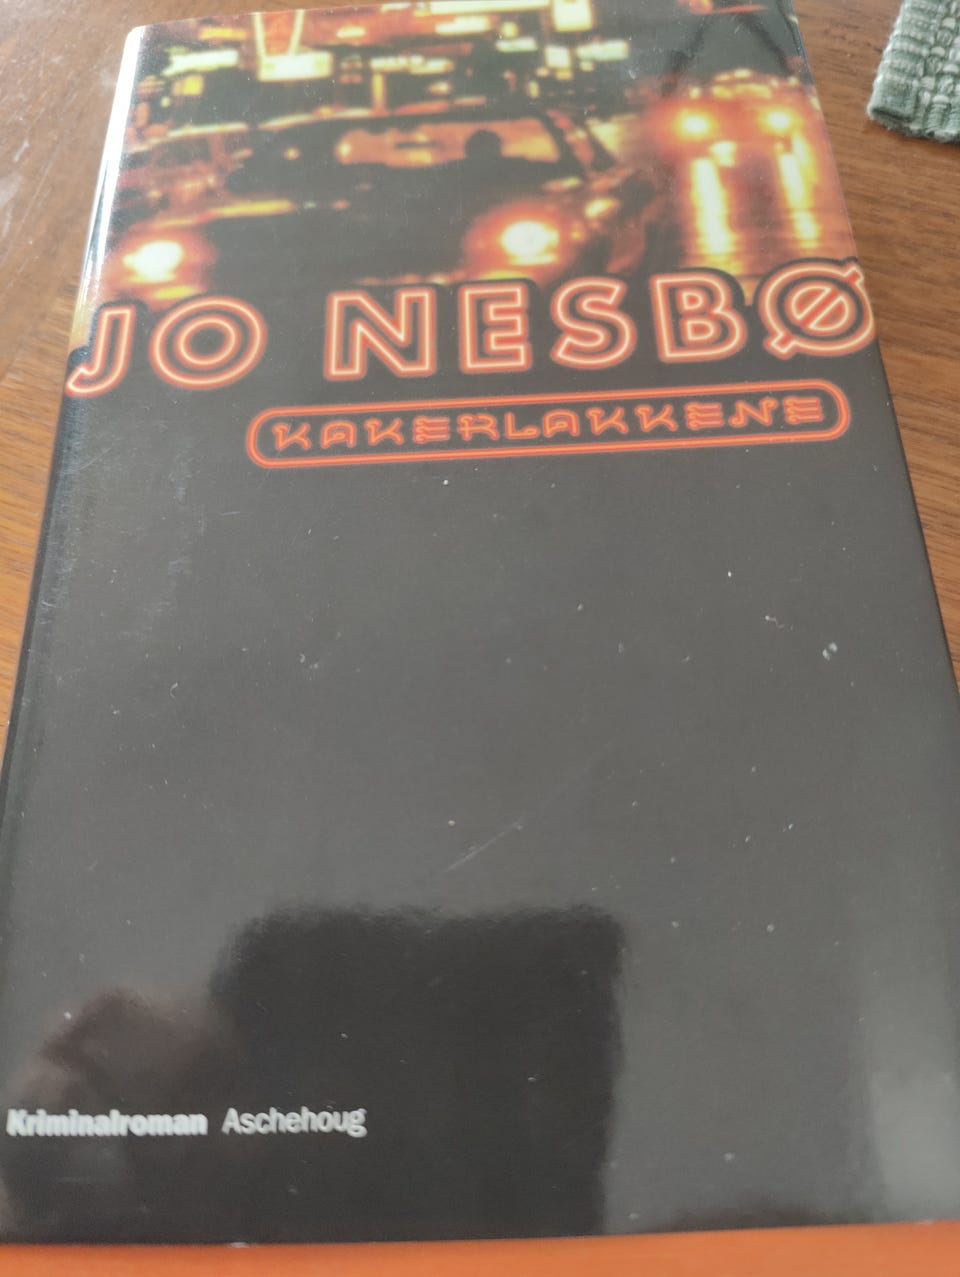 JO NESBØ
KAKERLAKKENE
Kriminalroman Aschehoug